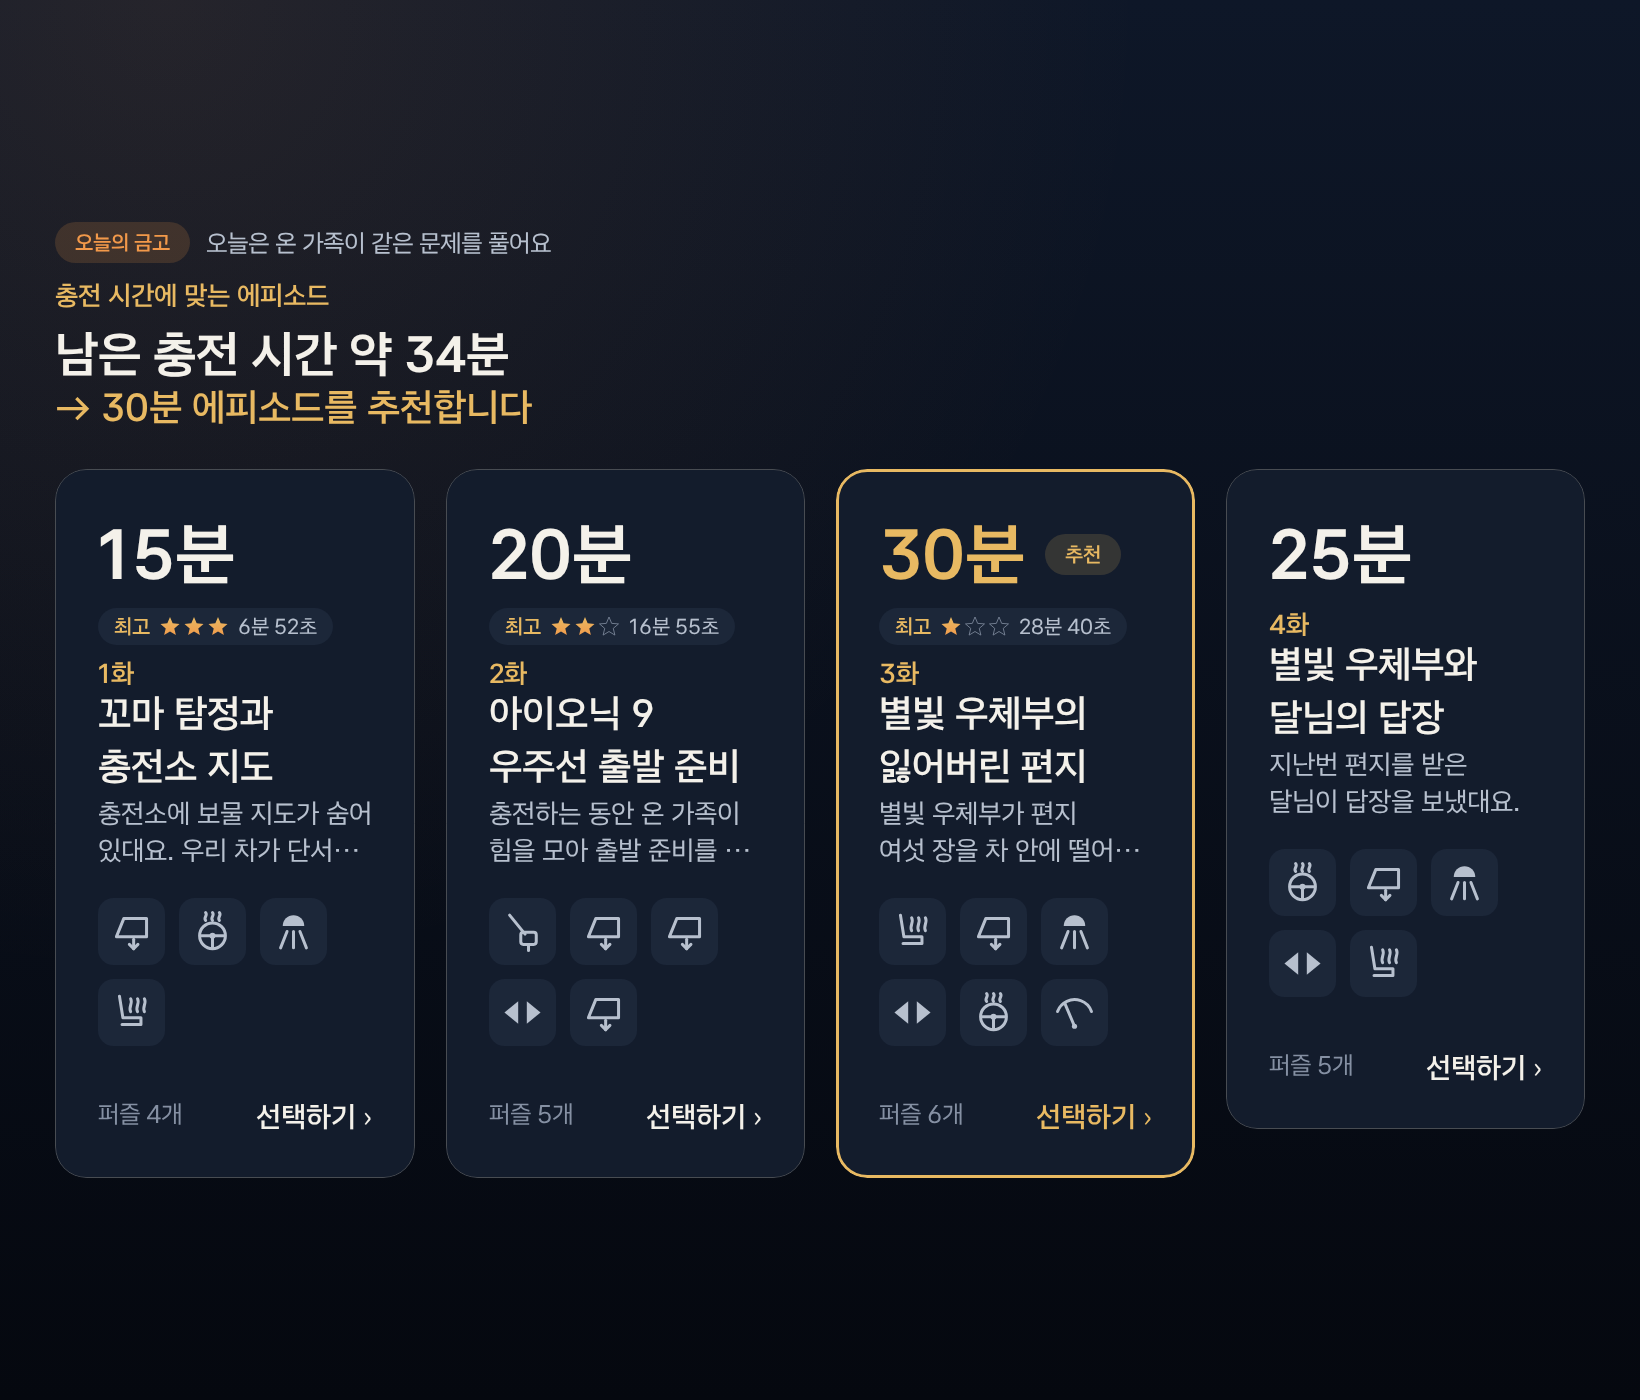 오늘의 금고 오늘은 온 가족이 같은 문제를 풀어요
충전 시간에 맞는 에피소드
남은 충전 시간 약 34분
→ 30분 에피소드를 추천합니다
15분
최고 ★★★ 6분 52초
1화
꼬마 탐정과
충전소 지도
충전소에 보물 지도가 숨어
있대요. 우리 차가 단서…
퍼즐 4개 선택하기 ›
20분
최고 ★★☆ 16분 55초
2화
아이오닉 9
우주선 출발 준비
충전하는 동안 온 가족이
힘을 모아 출발 준비를 …
퍼즐 5개 선택하기 ›
30분 추천
최고 ★☆☆ 28분 40초
3화
별빛 우체부의
잃어버린 편지
별빛 우체부가 편지
여섯 장을 차 안에 떨어…
퍼즐 6개 선택하기 ›
25분
4화
별빛 우체부와
달님의 답장
지난번 편지를 받은
달님이 답장을 보냈대요.
퍼즐 5개 선택하기 ›